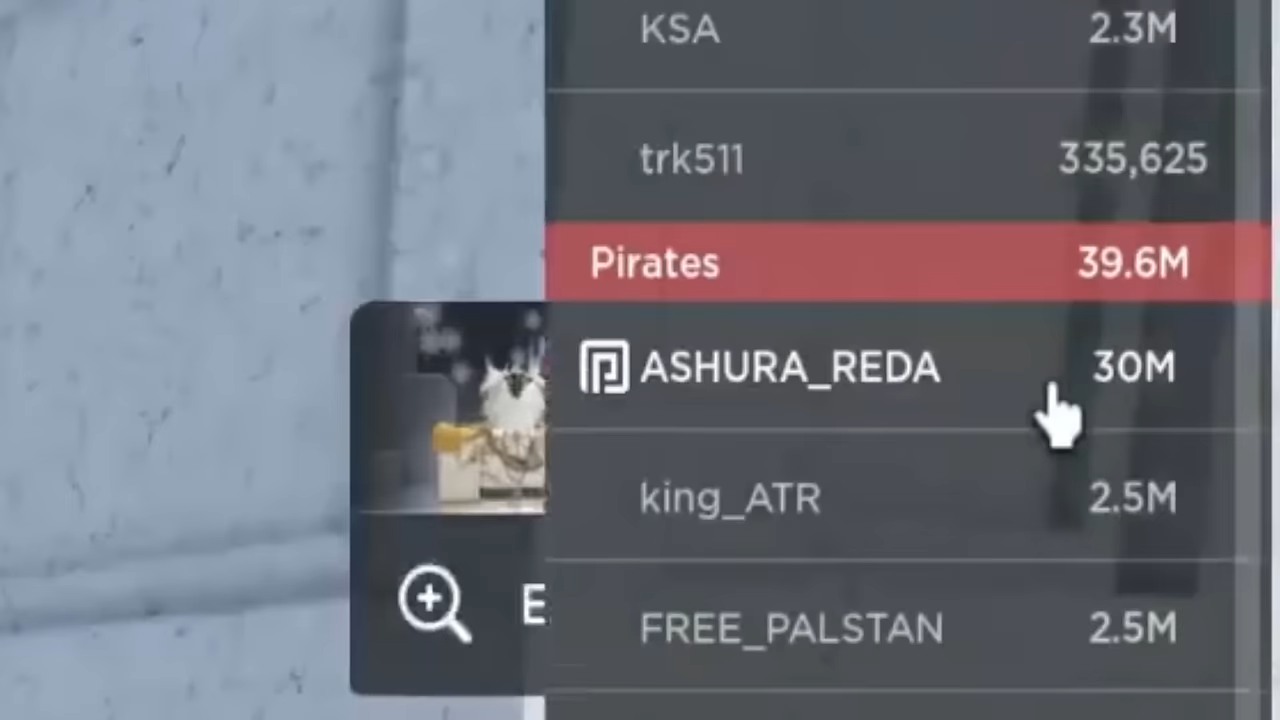 KSA 2.3M
trk511 335,625
Pirates 39.6M
ASHURA_REDA 30M
king_ATR 2.5M
FREE_PALSTAN 2.5M
E